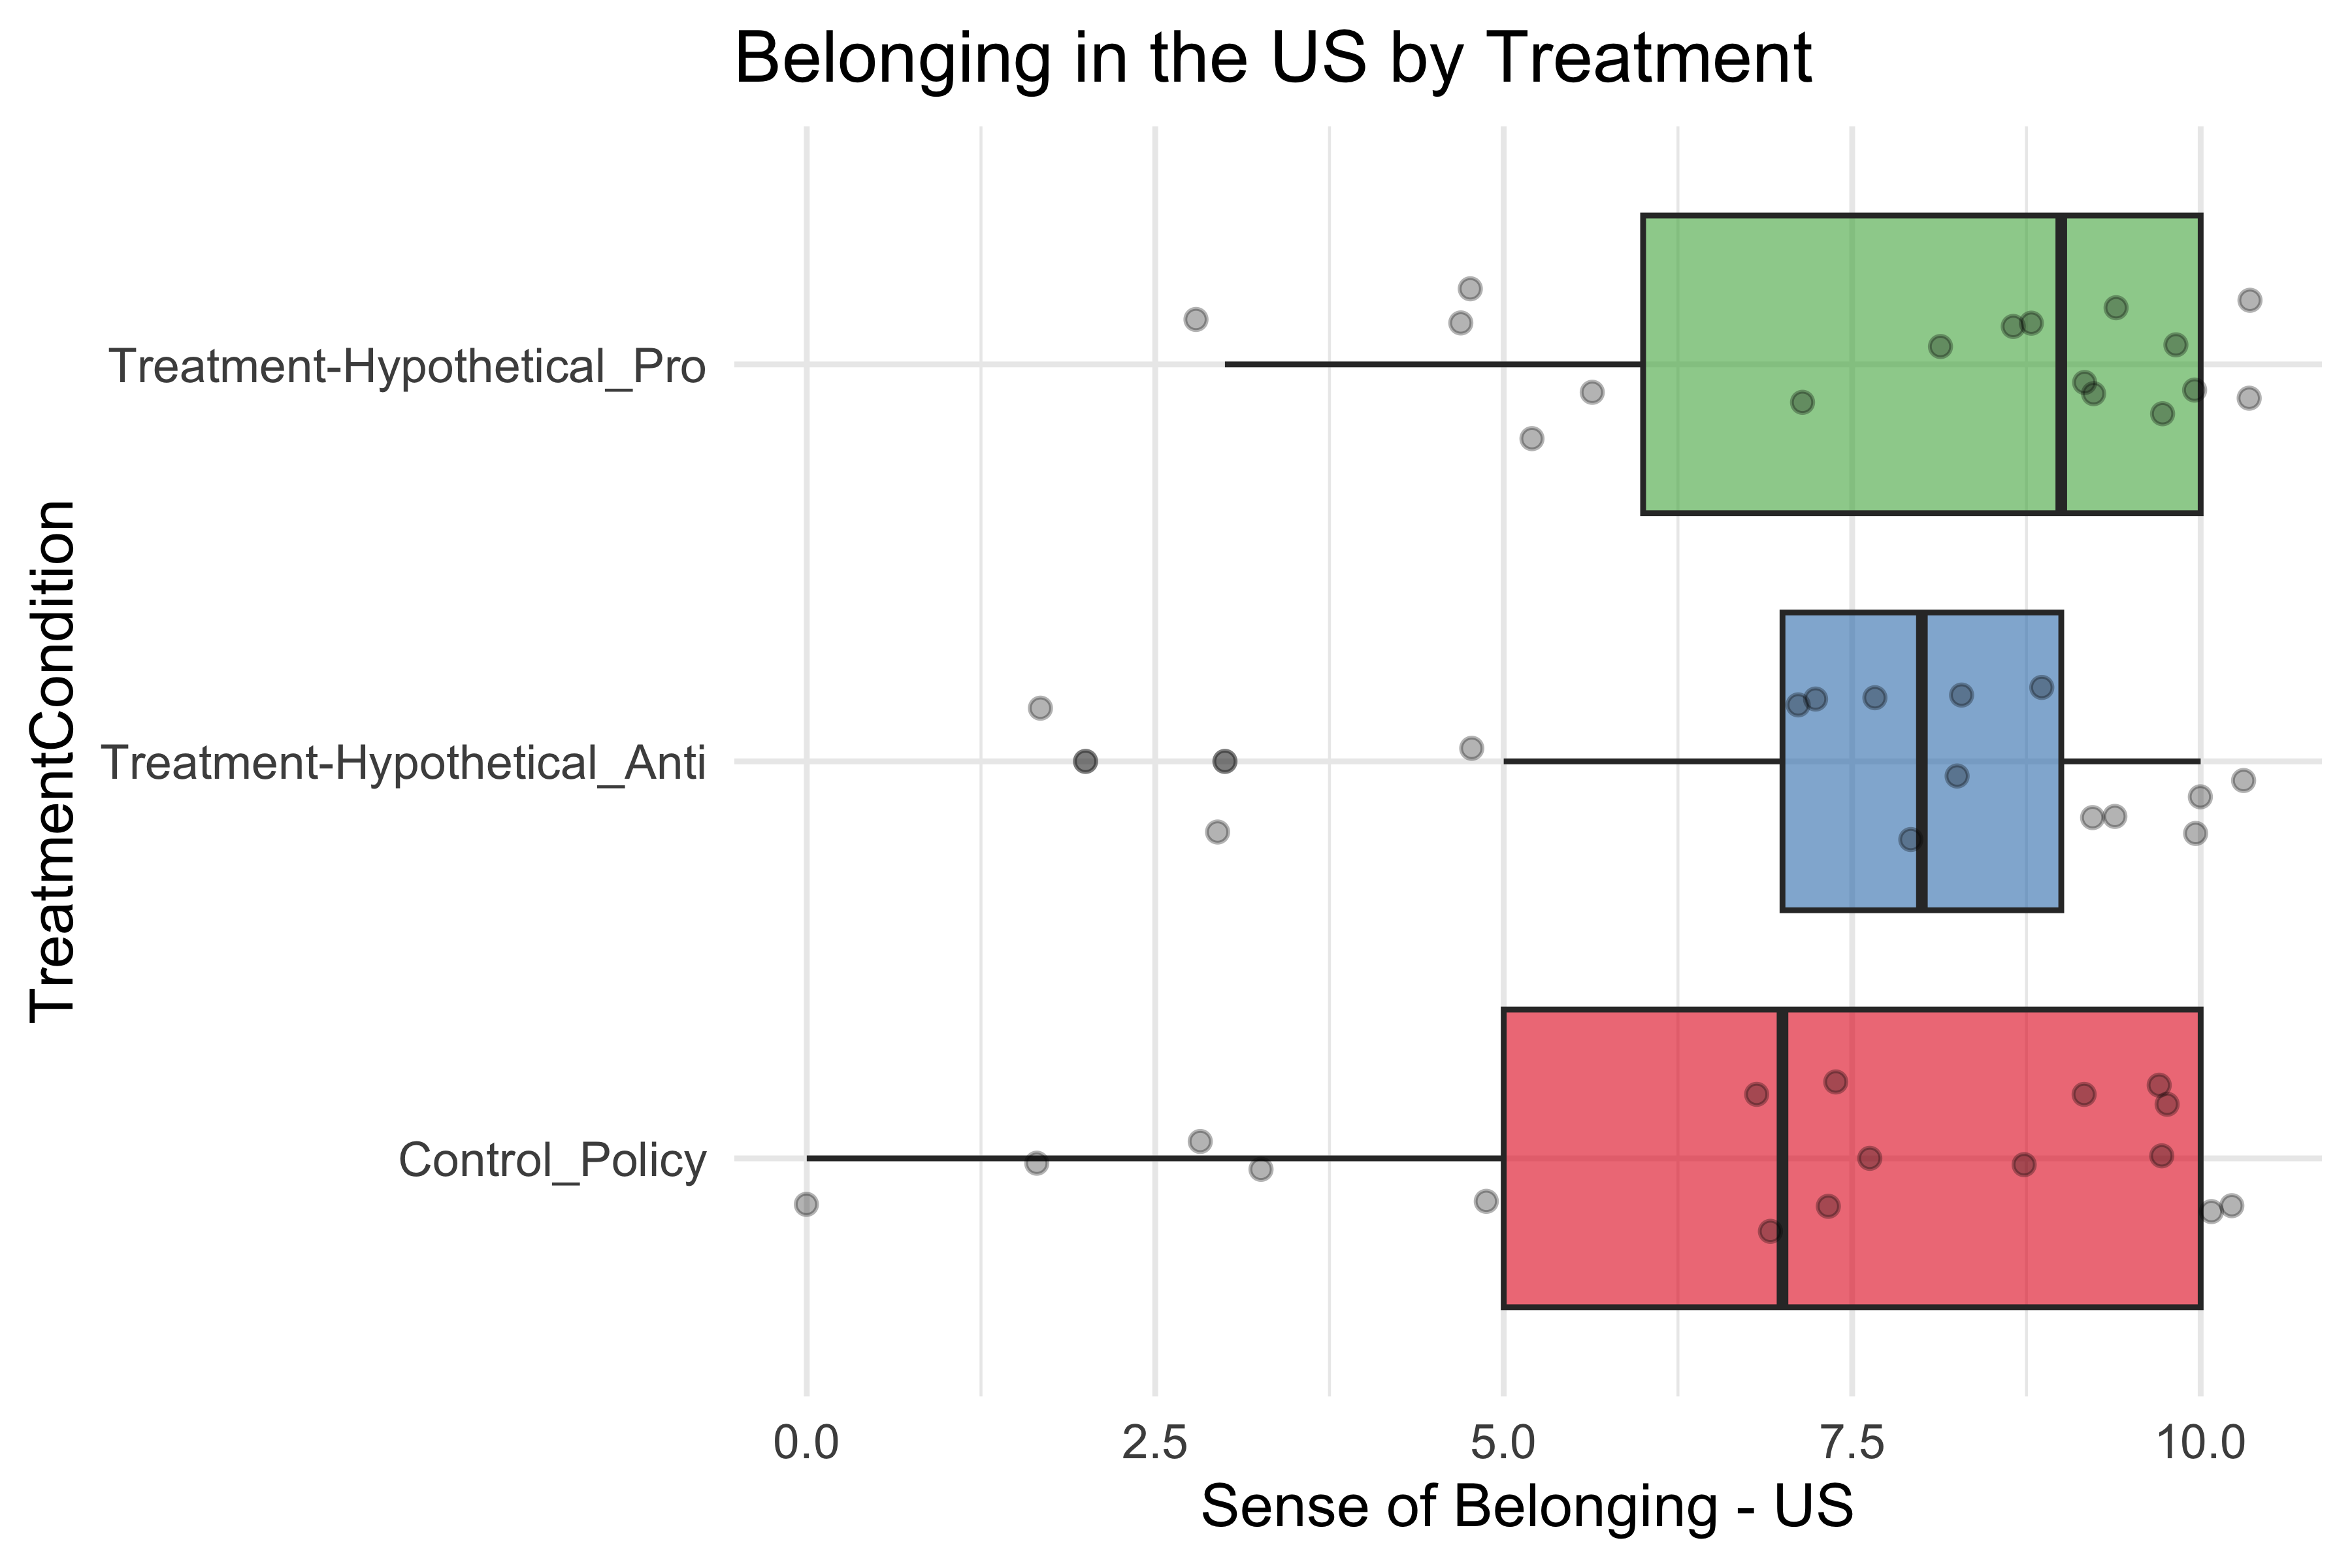 Belonging in the US by Treatment
TreatmentCondition
Treatment-Hypothetical_Pro
Treatment-Hypothetical_Anti
Control_Policy
0.0 2.5 5.0 7.5 10.0
Sense of Belonging - US